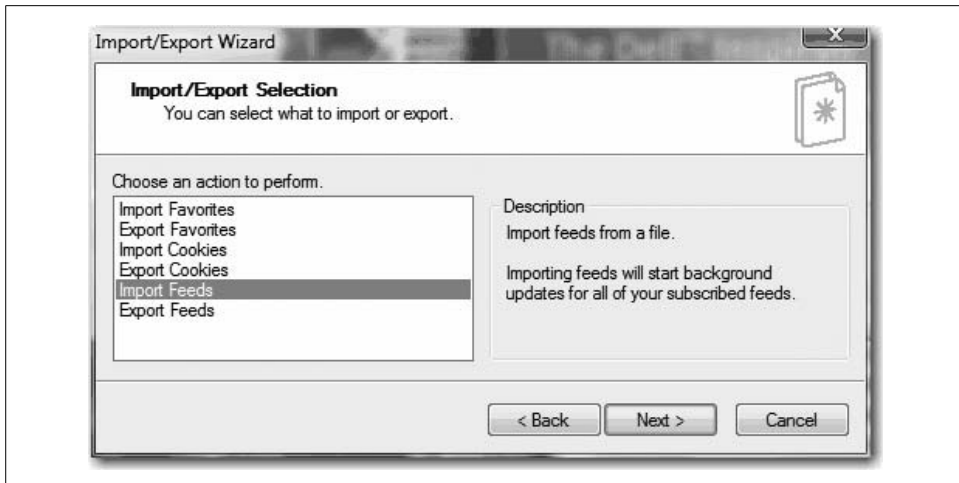 Import/Export Wizard
Import/Export Selection
You can select what to import or export.
Choose an action to perform.
Import Favorites
Export Favorites
Import Cookies
Export Cookies
Import Feeds
Export Feeds
Description
Import feeds from a file.
Importing feeds will start background
updates for all of your subscribed feeds.
< Back
Next >
Cancel